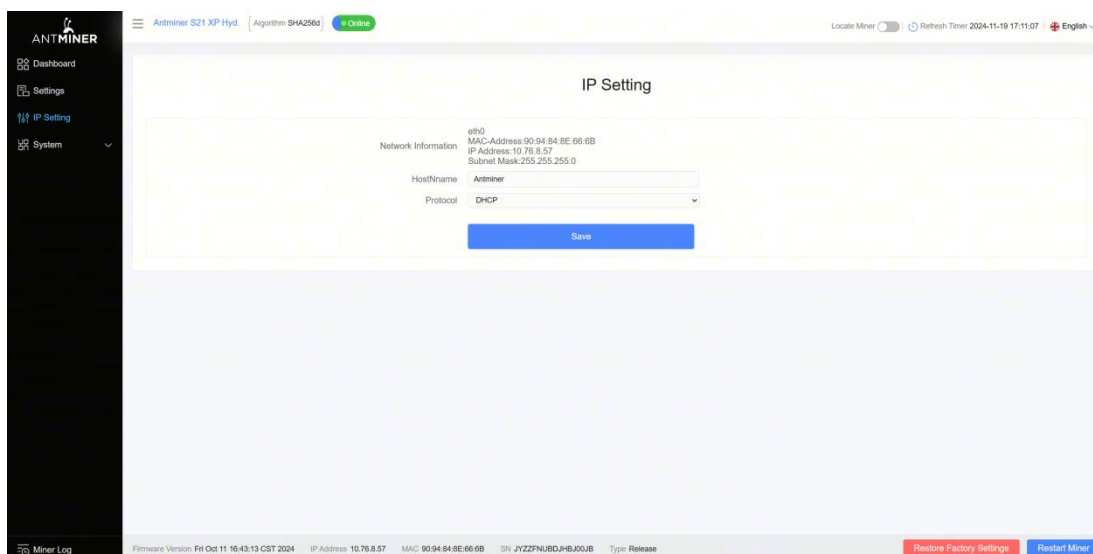 ANTMINER
Antminer S21 XP Hyd. { Algorithm SHA256d } Online
Locate Miner Refresh Timer 2024-11-19 17:11:07 English
Dashboard
Settings
IP Setting
System
IP Setting
Network Information
eth0
MAC-Address:90:94:84:8E:66:6B
IP Address:10.76.8.57
Subnet Mask:255.255.255.0
HostNname Antminer
Protocol DHCP
Save
Miner Log
Firmware Version Fri Oct 11 16:43:13 CST 2024 IP Address 10.76.8.57 MAC 90:94:84:8E:66:6B SN JYZZFNUBDJHBJ00JB Type Release
Restore Factory Settings Restart Miner